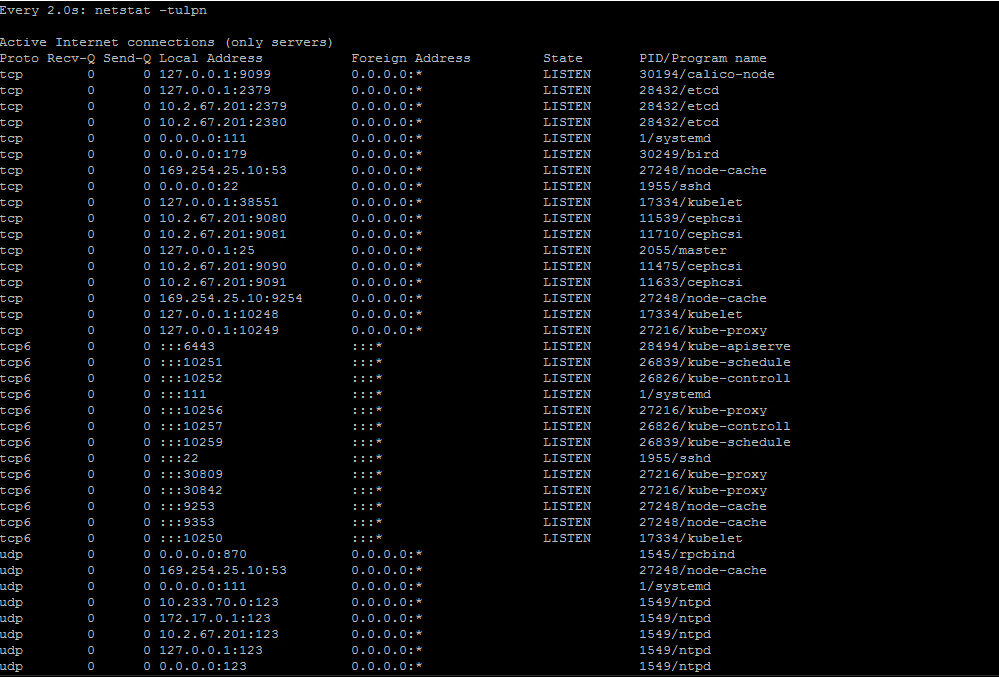 Every 2.0s: netstat -tulpn
Active Internet connections (only servers)
Proto Recv-Q Send-Q Local Address Foreign Address State PID/Program name
tcp 0 0 127.0.0.1:9099 0.0.0.0:* LISTEN 30194/calico-node
tcp 0 0 127.0.0.1:2379 0.0.0.0:* LISTEN 28432/etcd
tcp 0 0 10.2.67.201:2379 0.0.0.0:* LISTEN 28432/etcd
tcp 0 0 10.2.67.201:2380 0.0.0.0:* LISTEN 28432/etcd
tcp 0 0 0.0.0.0:111 0.0.0.0:* LISTEN 1/systemd
tcp 0 0 0.0.0.0:179 0.0.0.0:* LISTEN 30249/bird
tcp 0 0 169.254.25.10:53 0.0.0.0:* LISTEN 27248/node-cache
tcp 0 0 0.0.0.0:22 0.0.0.0:* LISTEN 1955/sshd
tcp 0 0 127.0.0.1:38551 0.0.0.0:* LISTEN 17334/kubelet
tcp 0 0 10.2.67.201:9080 0.0.0.0:* LISTEN 11539/cephcsi
tcp 0 0 10.2.67.201:9081 0.0.0.0:* LISTEN 11710/cephcsi
tcp 0 0 127.0.0.1:25 0.0.0.0:* LISTEN 2055/master
tcp 0 0 10.2.67.201:9090 0.0.0.0:* LISTEN 11475/cephcsi
tcp 0 0 10.2.67.201:9091 0.0.0.0:* LISTEN 11633/cephcsi
tcp 0 0 169.254.25.10:9254 0.0.0.0:* LISTEN 27248/node-cache
tcp 0 0 127.0.0.1:10248 0.0.0.0:* LISTEN 17334/kubelet
tcp 0 0 127.0.0.1:10249 0.0.0.0:* LISTEN 27216/kube-proxy
tcp6 0 0 :::6443 :::* LISTEN 28494/kube-apiserve
tcp6 0 0 :::10251 :::* LISTEN 26839/kube-schedule
tcp6 0 0 :::10252 :::* LISTEN 26826/kube-controll
tcp6 0 0 :::111 :::* LISTEN 1/systemd
tcp6 0 0 :::10256 :::* LISTEN 27216/kube-proxy
tcp6 0 0 :::10257 :::* LISTEN 26826/kube-controll
tcp6 0 0 :::10259 :::* LISTEN 26839/kube-schedule
tcp6 0 0 :::22 :::* LISTEN 1955/sshd
tcp6 0 0 :::30809 :::* LISTEN 27216/kube-proxy
tcp6 0 0 :::30842 :::* LISTEN 27216/kube-proxy
tcp6 0 0 :::9253 :::* LISTEN 27248/node-cache
tcp6 0 0 :::9353 :::* LISTEN 27248/node-cache
tcp6 0 0 :::10250 :::* LISTEN 17334/kubelet
udp 0 0 0.0.0.0:870 0.0.0.0:* 1545/rpcbind
udp 0 0 169.254.25.10:53 0.0.0.0:* 27248/node-cache
udp 0 0 0.0.0.0:111 0.0.0.0:* 1/systemd
udp 0 0 10.233.70.0:123 0.0.0.0:* 1549/ntpd
udp 0 0 172.17.0.1:123 0.0.0.0:* 1549/ntpd
udp 0 0 10.2.67.201:123 0.0.0.0:* 1549/ntpd
udp 0 0 127.0.0.1:123 0.0.0.0:* 1549/ntpd
udp 0 0 0.0.0.0:123 0.0.0.0:* 1549/ntpd